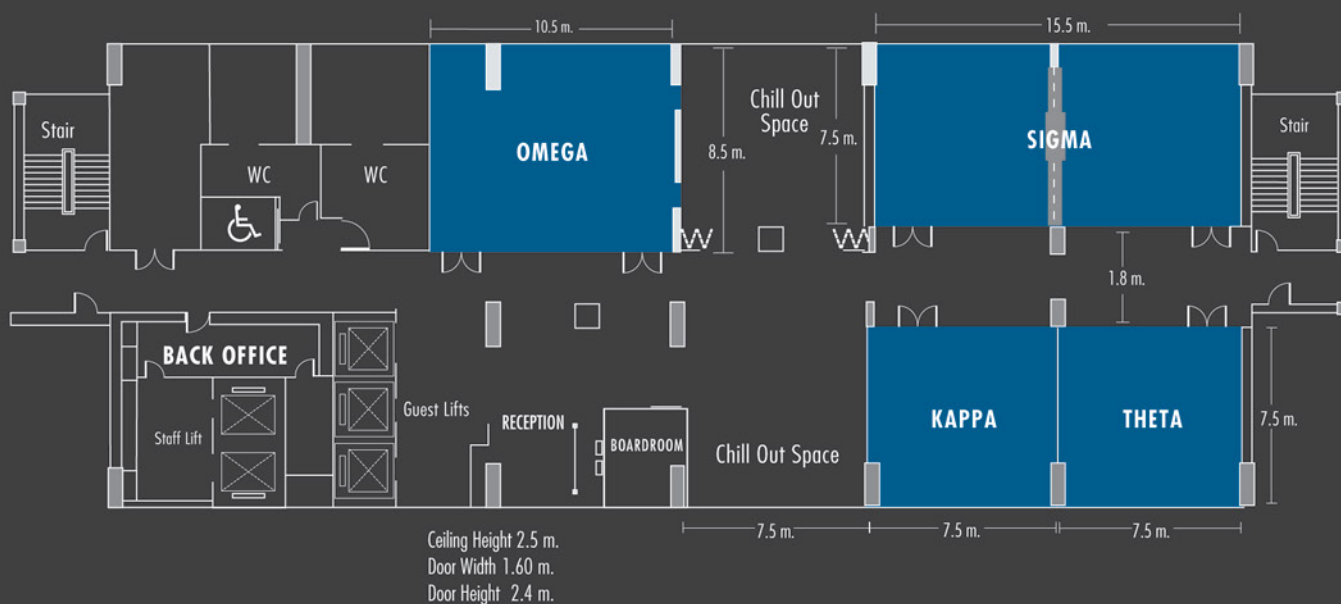 10.5 m.
15.5 m.
Stair
WC
WC
OMEGA
8.5 m.
Chill Out
Space
7.5 m.
SIGMA
Stair
1.8 m.
BACK OFFICE
Staff Lift
Guest Lifts
RECEPTION
BOARDROOM
Chill Out Space
KAPPA
THETA
7.5 m.
7.5 m.
7.5 m.
7.5 m.
Ceiling Height 2.5 m.
Door Width 1.60 m.
Door Height 2.4 m.